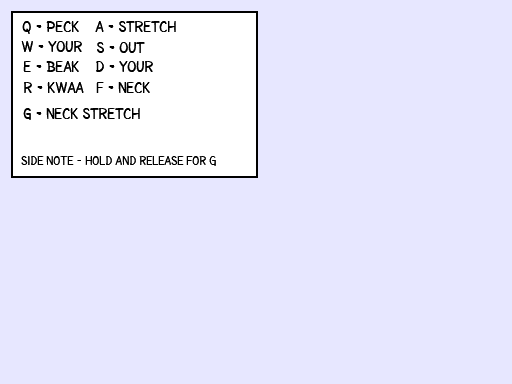 Q - PECK A - STRETCH
W - YOUR S - OUT
E - BEAK D - YOUR
R - KWAA F - NECK
G - NECK STRETCH
SIDE NOTE - HOLD AND RELEASE FOR G